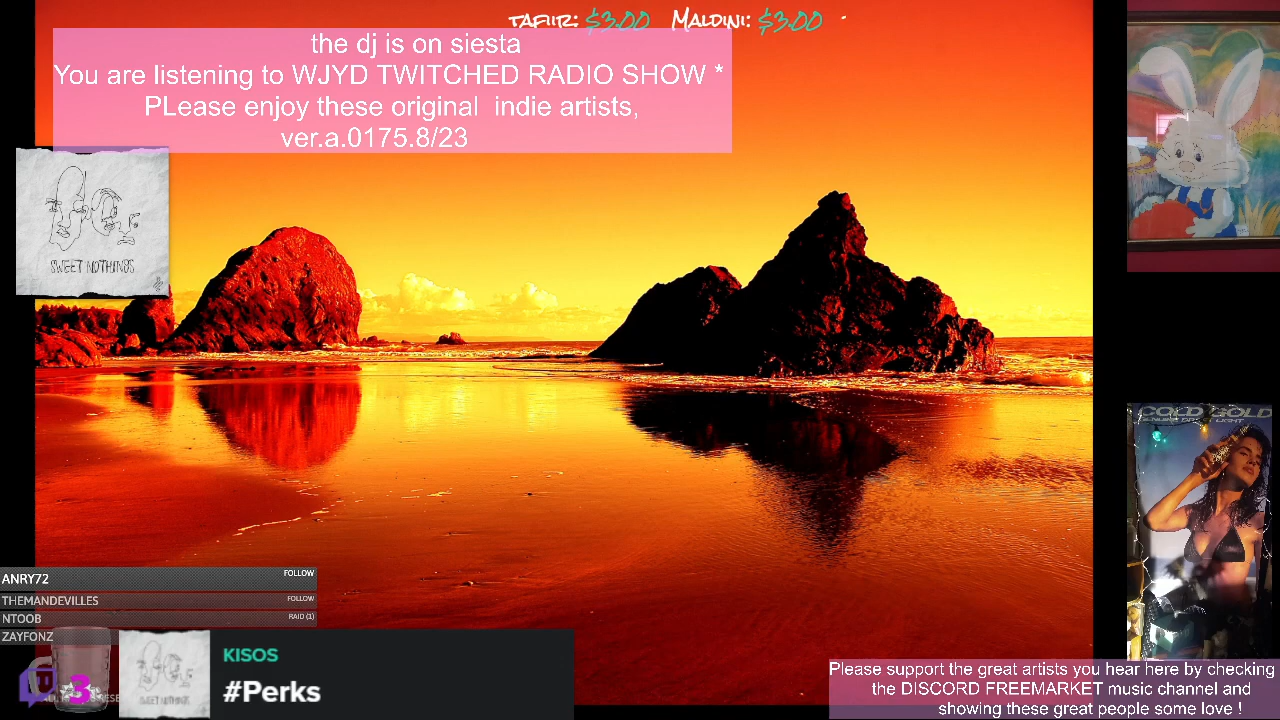 TAFIIR: $3.00 MALDINI: $3.00
the dj is on siesta
You are listening to WJYD TWITCHED RADIO SHOW *
PLease enjoy these original indie artists,
ver.a.0175.8/23
SWEET NOTHINGS
COLD GOLD
ANRY72 FOLLOW
THEMANDEVILLES FOLLOW
NTOOB RAID (1)
ZAYFONZ
3
KISOS
#Perks
SWEET NOTHINGS
Please support the great artists you hear here by checking
the DISCORD FREEMARKET music channel and
showing these great people some love !